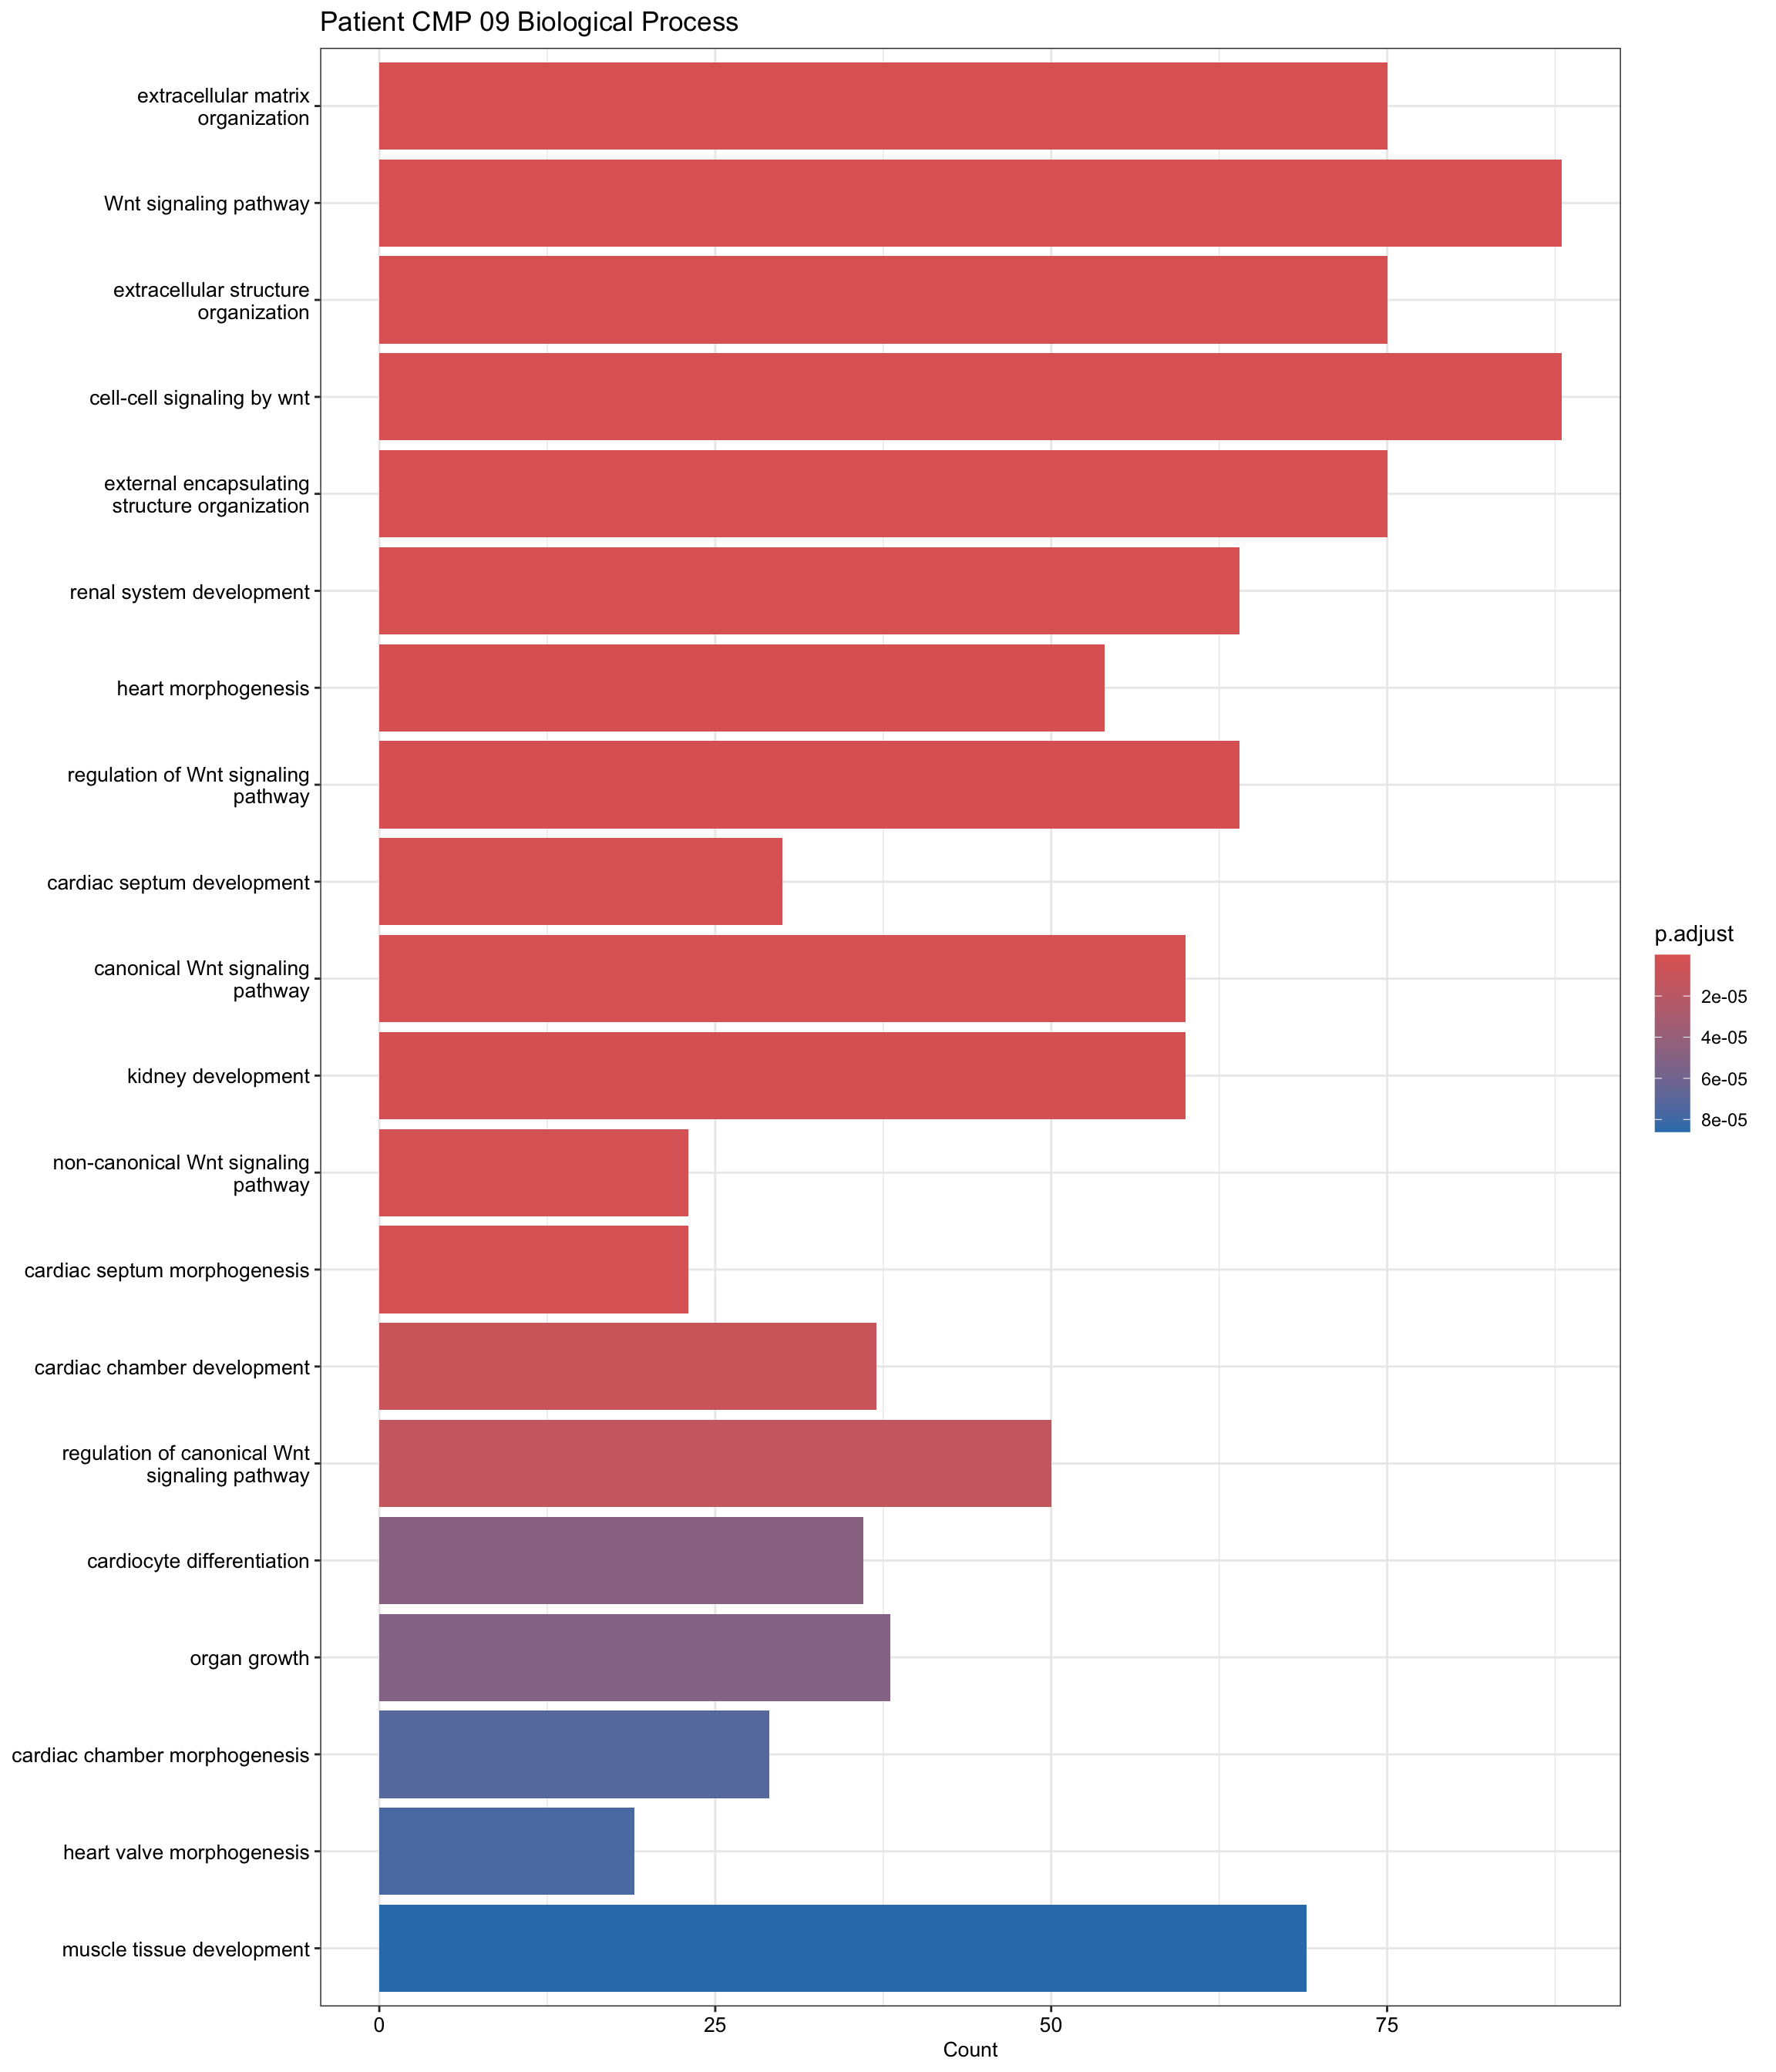 Patient CMP 09 Biological Process
extracellular matrix
organization
Wnt signaling pathway
extracellular structure
organization
cell-cell signaling by wnt
external encapsulating
structure organization
renal system development
heart morphogenesis
regulation of Wnt signaling
pathway
cardiac septum development
canonical Wnt signaling
pathway
kidney development
non-canonical Wnt signaling
pathway
cardiac septum morphogenesis
cardiac chamber development
regulation of canonical Wnt
signaling pathway
cardiocyte differentiation
organ growth
cardiac chamber morphogenesis
heart valve morphogenesis
muscle tissue development
0 25 50 75
Count
p.adjust
2e-05
4e-05
6e-05
8e-05